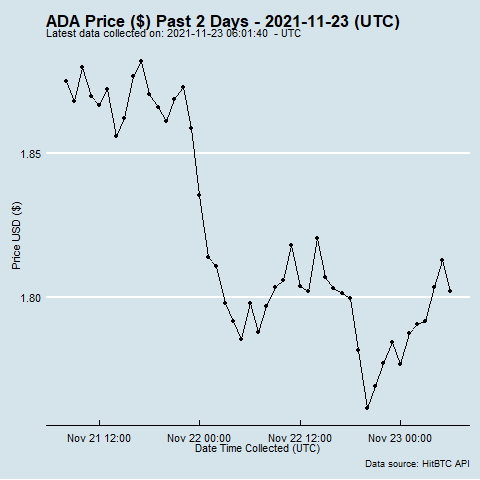 ADA Price ($) Past 2 Days - 2021-11-23 (UTC)
Latest data collected on: 2021-11-23 06:01:40  - UTC
Price USD ($)
1.85
1.80
Nov 21 12:00
Nov 22 00:00
Nov 22 12:00
Nov 23 00:00
Date Time Collected (UTC)
Data source: HitBTC API